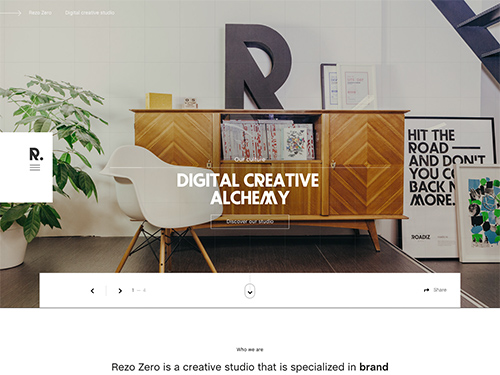 Rezo Zero
Digital creative studio
R
R.
Our culture
DIGITAL CREATIVE
ALCHEMY
Discover our studio
HIT THE
ROAD —
AND DON'T
YOU CO
BACK N
MORE.
ROADIZ
1 — 4
Share
Who we are
Rezo Zero is a creative studio that is specialized in brand